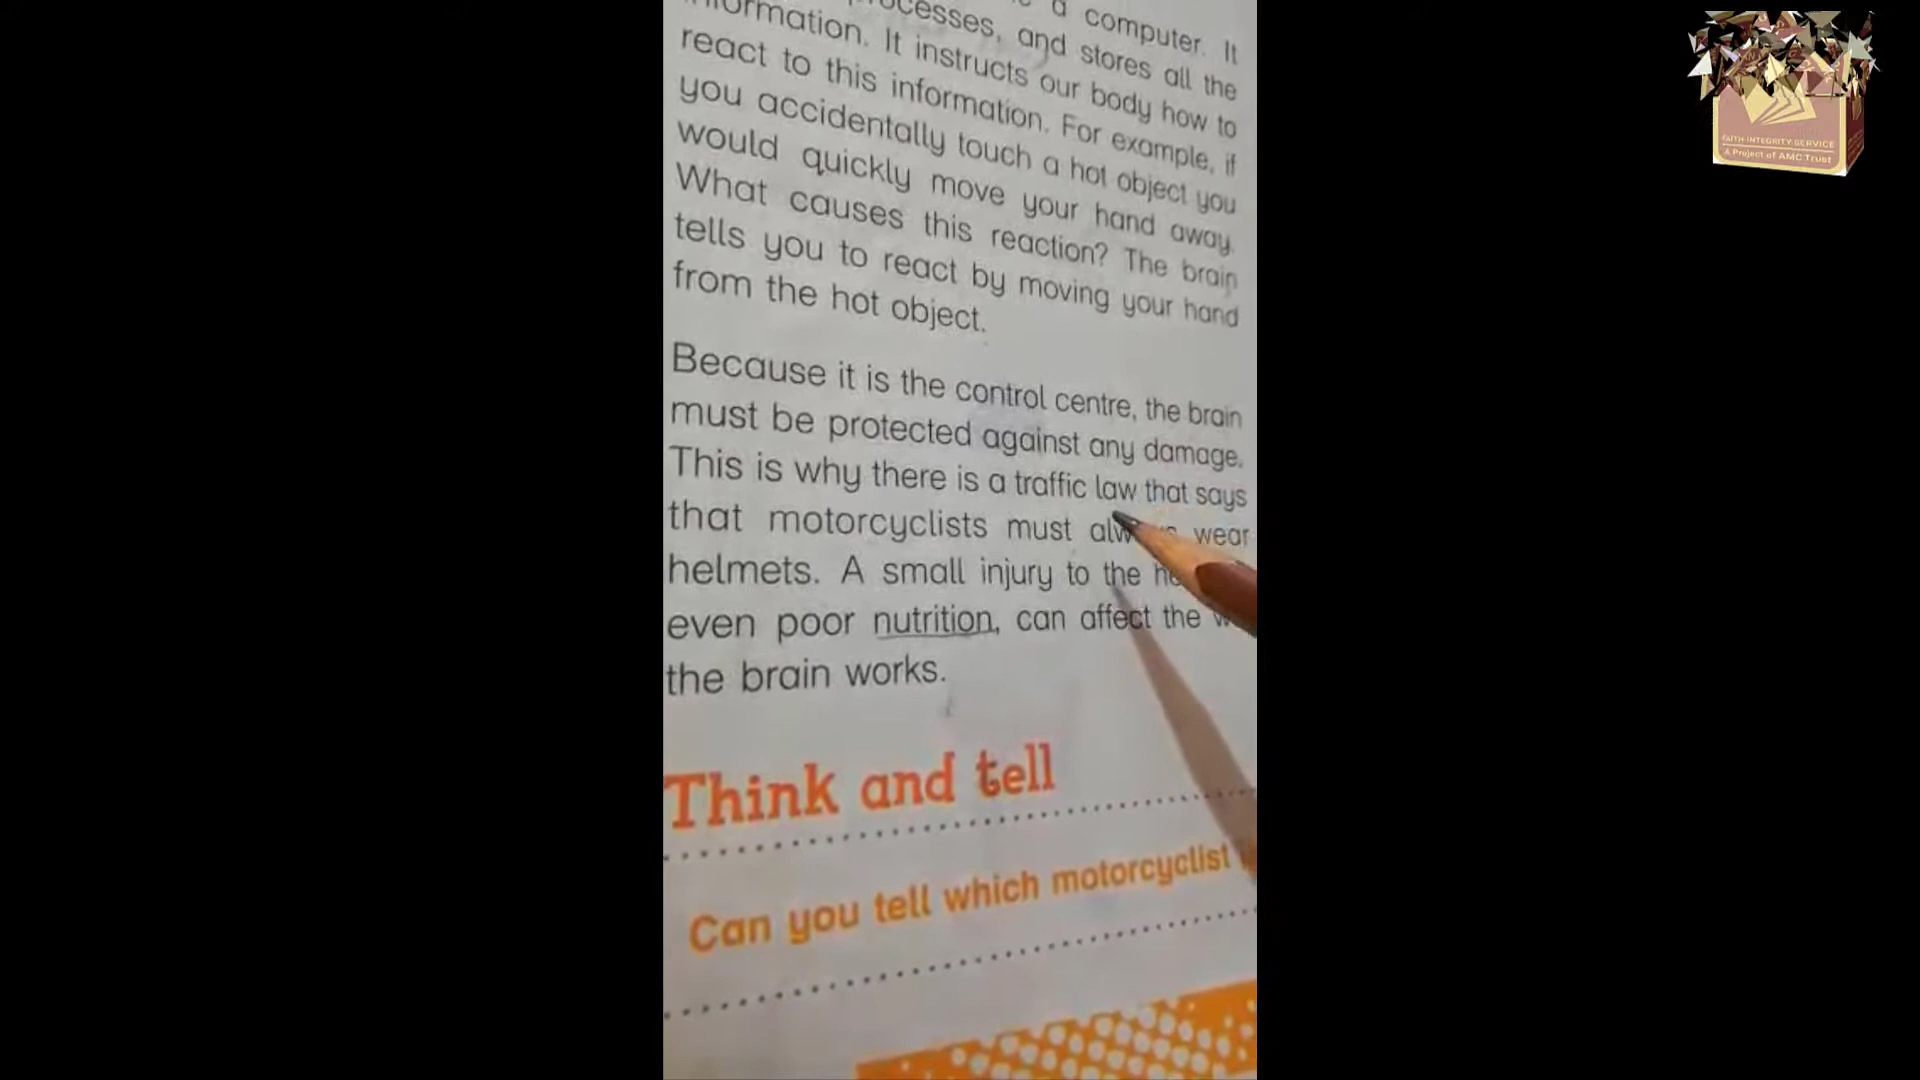 a computer. It
processes, and stores all the
information. It instructs our body how to
react to this information. For example, if
you accidentally touch a hot object you
would quickly move your hand away.
What causes this reaction? The brain
tells you to react by moving your hand
from the hot object.
Because it is the control centre, the brain
must be protected against any damage.
This is why there is a traffic law that says
that motorcyclists must wear
helmets. A small injury to the
even poor nutrition, can affect the
the brain works.
Think and tell
Can you tell which motorcyclist
FAITH-INTEGRITY-SERVICE
A Project of AMC Trust